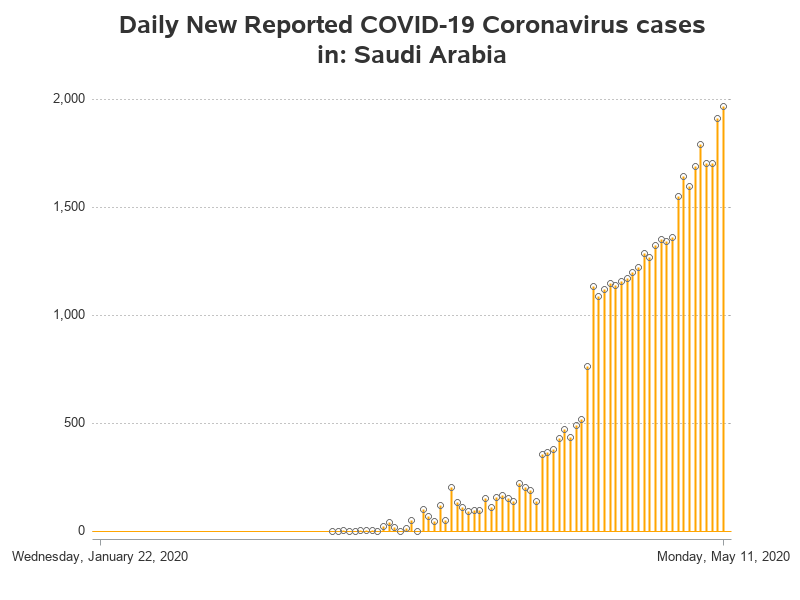 Daily New Reported COVID-19 Coronavirus cases
in: Saudi Arabia
2,000
1,500
1,000
500
0
Wednesday, January 22, 2020
Monday, May 11, 2020